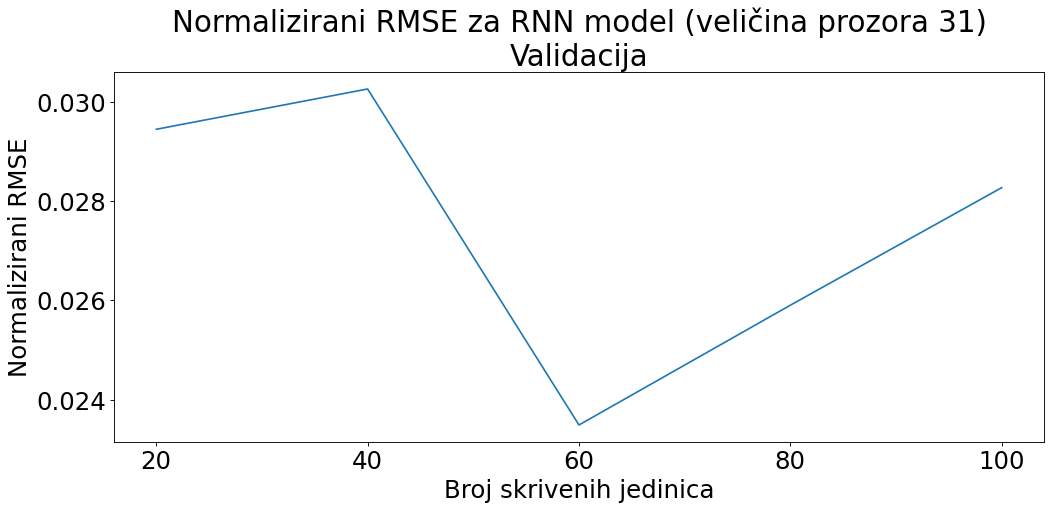 Normalizirani RMSE za RNN model (veličina prozora 31)
Validacija
0.030
0.028
0.026
0.024
Normalizirani RMSE
20 40 60 80 100
Broj skrivenih jedinica